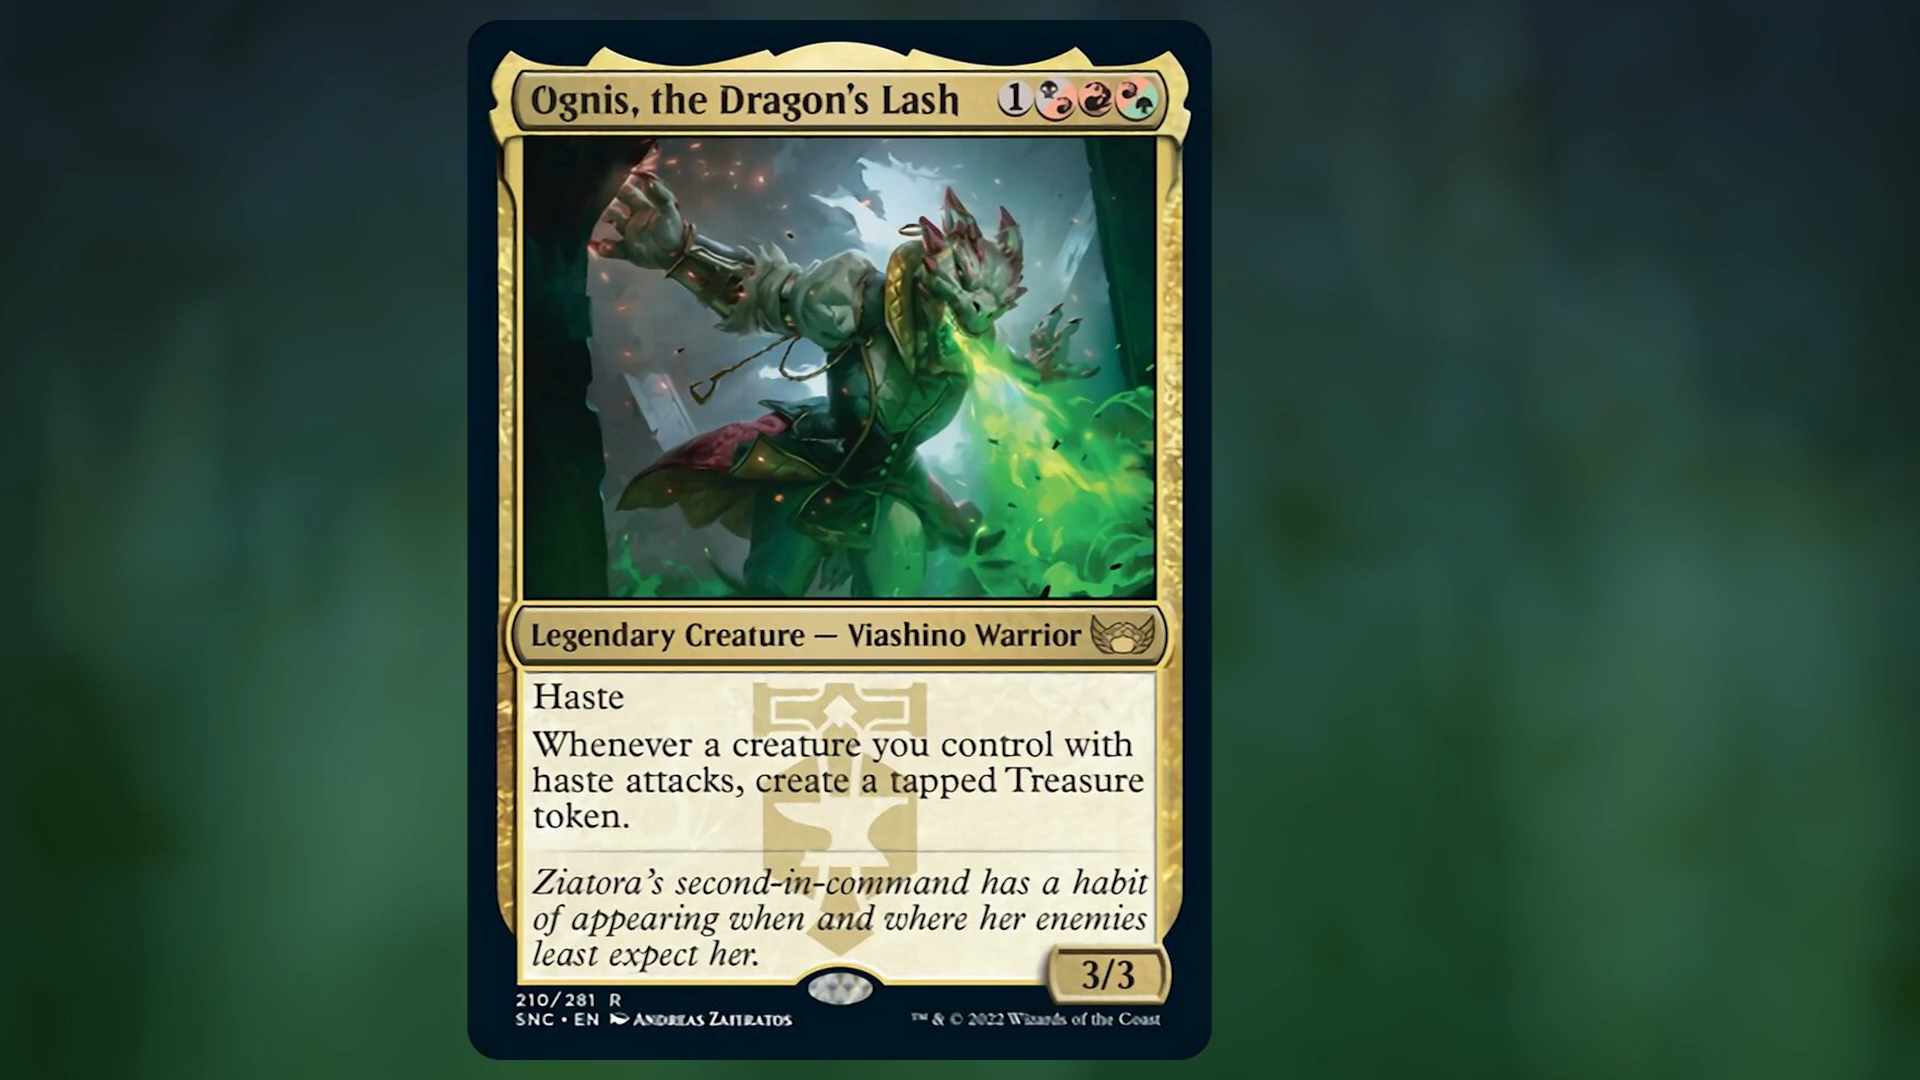 Ognis, the Dragon's Lash 1
Legendary Creature — Viashino Warrior
Haste
Whenever a creature you control with
haste attacks, create a tapped Treasure
token.
Ziatora's second-in-command has a habit
of appearing when and where her enemies
least expect her.
3/3
210/281 R
SNC • EN Andreas Zafiratos
™ & © 2022 Wizards of the Coast